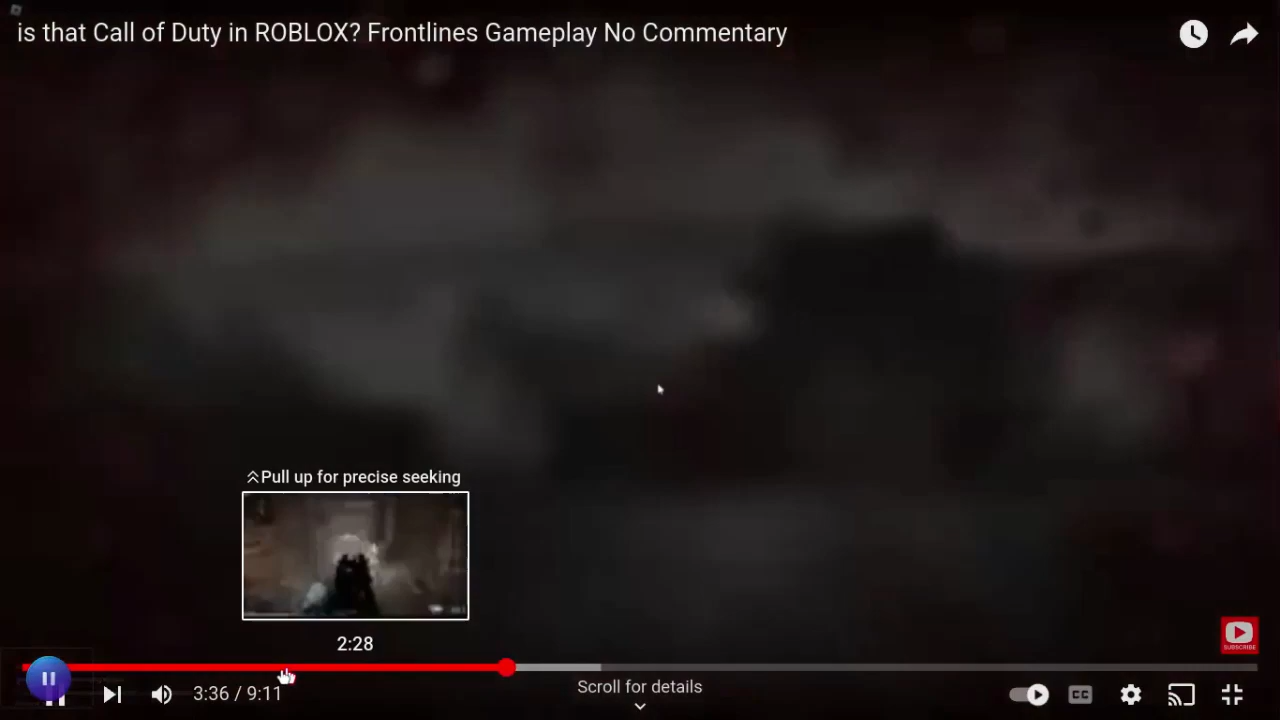 is that Call of Duty in ROBLOX? Frontlines Gameplay No Commentary
Pull up for precise seeking
2:28
SUBSCRIBE
3:36 / 9:11
Scroll for details
CC